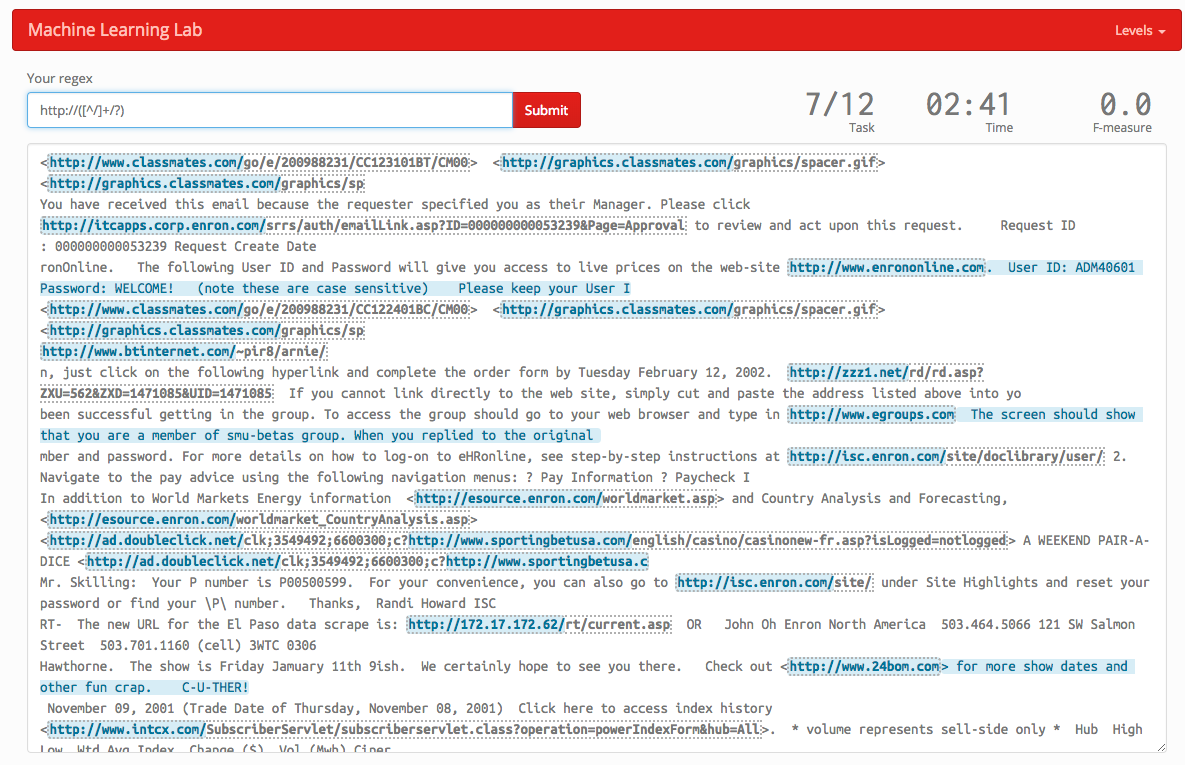 Machine Learning Lab
Levels
Your regex
http://([^/]+/?)
Submit
7/12
Task
02:41
Time
0.0
F-measure
<http://www.classmates.com/go/e/200988231/CC123101BT/CM00>  <http://graphics.classmates.com/graphics/spacer.gif>
<http://graphics.classmates.com/graphics/sp
You have received this email because the requester specified you as their Manager. Please click
http://itcapps.corp.enron.com/srrs/auth/emailLink.asp?ID=000000000053239&Page=Approval to review and act upon this request.     Request ID
: 000000000053239 Request Create Date
ronOnline.   The following User ID and Password will give you access to live prices on the web-site http://www.enrononline.com.  User ID: ADM40601
Password: WELCOME!   (note these are case sensitive)    Please keep your User I
<http://www.classmates.com/go/e/200988231/CC122401BC/CM00>  <http://graphics.classmates.com/graphics/spacer.gif>
<http://graphics.classmates.com/graphics/sp
http://www.btinternet.com/~pir8/arnie/
n, just click on the following hyperlink and complete the order form by Tuesday February 12, 2002.  http://zzz1.net/rd/rd.asp?
ZXU=562&ZXD=1471085&UID=1471085  If you cannot link directly to the web site, simply cut and paste the address listed above into yo
been successful getting in the group. To access the group should go to your web browser and type in http://www.egroups.com  The screen should show
that you are a member of smu-betas group. When you replied to the original
mber and password. For more details on how to log-on to eHRonline, see step-by-step instructions at http://isc.enron.com/site/doclibrary/user/ 2.
Navigate to the pay advice using the following navigation menus: ? Pay Information ? Paycheck I
In addition to World Markets Energy information  <http://esource.enron.com/worldmarket.asp> and Country Analysis and Forecasting,
<http://esource.enron.com/worldmarket_CountryAnalysis.asp>
<http://ad.doubleclick.net/clk;3549492;6600300;c?http://www.sportingbetusa.com/english/casino/casinonew-fr.asp?isLogged=notlogged> A WEEKEND PAIR-A-
DICE <http://ad.doubleclick.net/clk;3549492;6600300;c?http://www.sportingbetusa.c
Mr. Skilling:  Your P number is P00500599.  For your convenience, you can also go to http://isc.enron.com/site/ under Site Highlights and reset your
password or find your \P\ number.   Thanks,  Randi Howard ISC
RT-  The new URL for the El Paso data scrape is: http://172.17.172.62/rt/current.asp  OR   John Oh Enron North America  503.464.5066 121 SW Salmon
Street  503.701.1160 (cell) 3WTC 0306
Hawthorne.  The show is Friday Jamuary 11th 9ish.  We certainly hope to see you there.   Check out <http://www.24bom.com> for more show dates and
other fun crap.    C-U-THER!
November 09, 2001 (Trade Date of Thursday, November 08, 2001)  Click here to access index history
<http://www.intcx.com/SubscriberServlet/subscriberservlet.class?operation=powerIndexForm&hub=All>.  * volume represents sell-side only *  Hub  High
Low  Wtd Avg Index  Change ($)  Vol (Mwh) Ciner